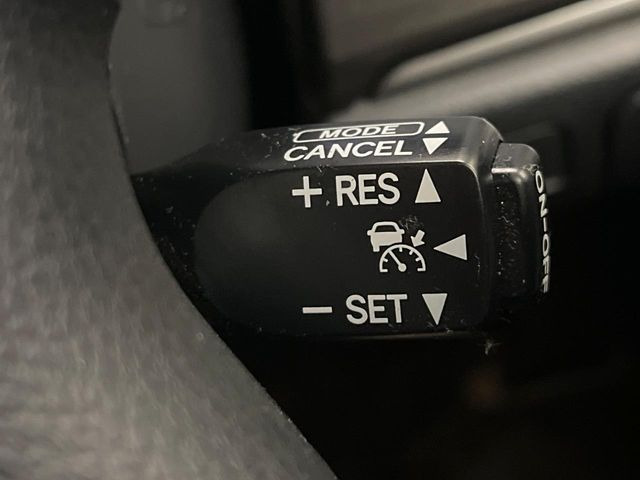 MODE
CANCEL
+ RES
- SET
ON-OFF